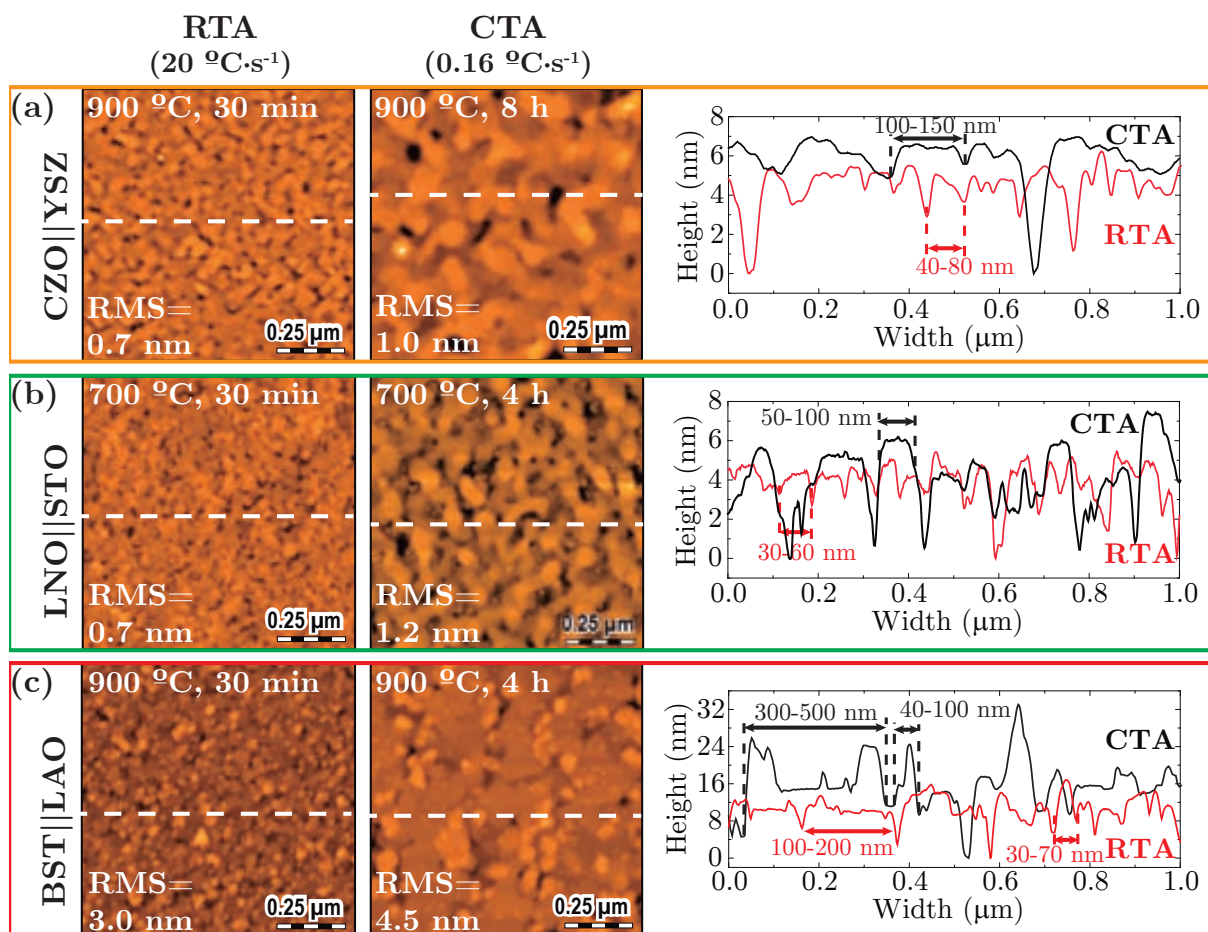 RTA
(20 ºC·s⁻¹)
CTA
(0.16 ºC·s⁻¹)
(a)
CZO||YSZ
900 ºC, 30 min
RMS=
0.7 nm
0.25 µm
900 ºC, 8 h
RMS=
1.0 nm
0.25 µm
Height (nm)
8
6
4
2
0
100-150 nm
CTA
RTA
40-80 nm
0.0 0.2 0.4 0.6 0.8 1.0
Width (µm)
(b)
LNO||STO
700 ºC, 30 min
RMS=
0.7 nm
0.25 µm
700 ºC, 4 h
RMS=
1.2 nm
0.25 µm
Height (nm)
8
6
4
2
0
50-100 nm
CTA
30-60 nm
RTA
0.0 0.2 0.4 0.6 0.8 1.0
Width (µm)
(c)
BST||LAO
900 ºC, 30 min
RMS=
3.0 nm
0.25 µm
900 ºC, 4 h
RMS=
4.5 nm
0.25 µm
Height (nm)
32
24
16
8
0
300-500 nm
40-100 nm
CTA
100-200 nm
30-70 nm
RTA
0.0 0.2 0.4 0.6 0.8 1.0
Width (µm)